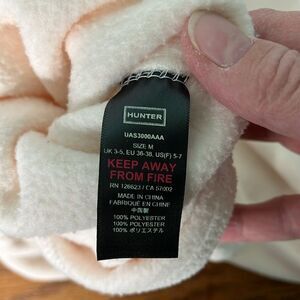 HUNTER
UAS3000AAA
SIZE M
UK 3-5, EU 36-38, US(F) 5-7
KEEP AWAY
FROM FIRE
RN 126623 / CA 57002
MADE IN CHINA
FABRIQUÉ EN CHINE
中国製
100% POLYESTER
100% POLYESTER
100% ポリエステル